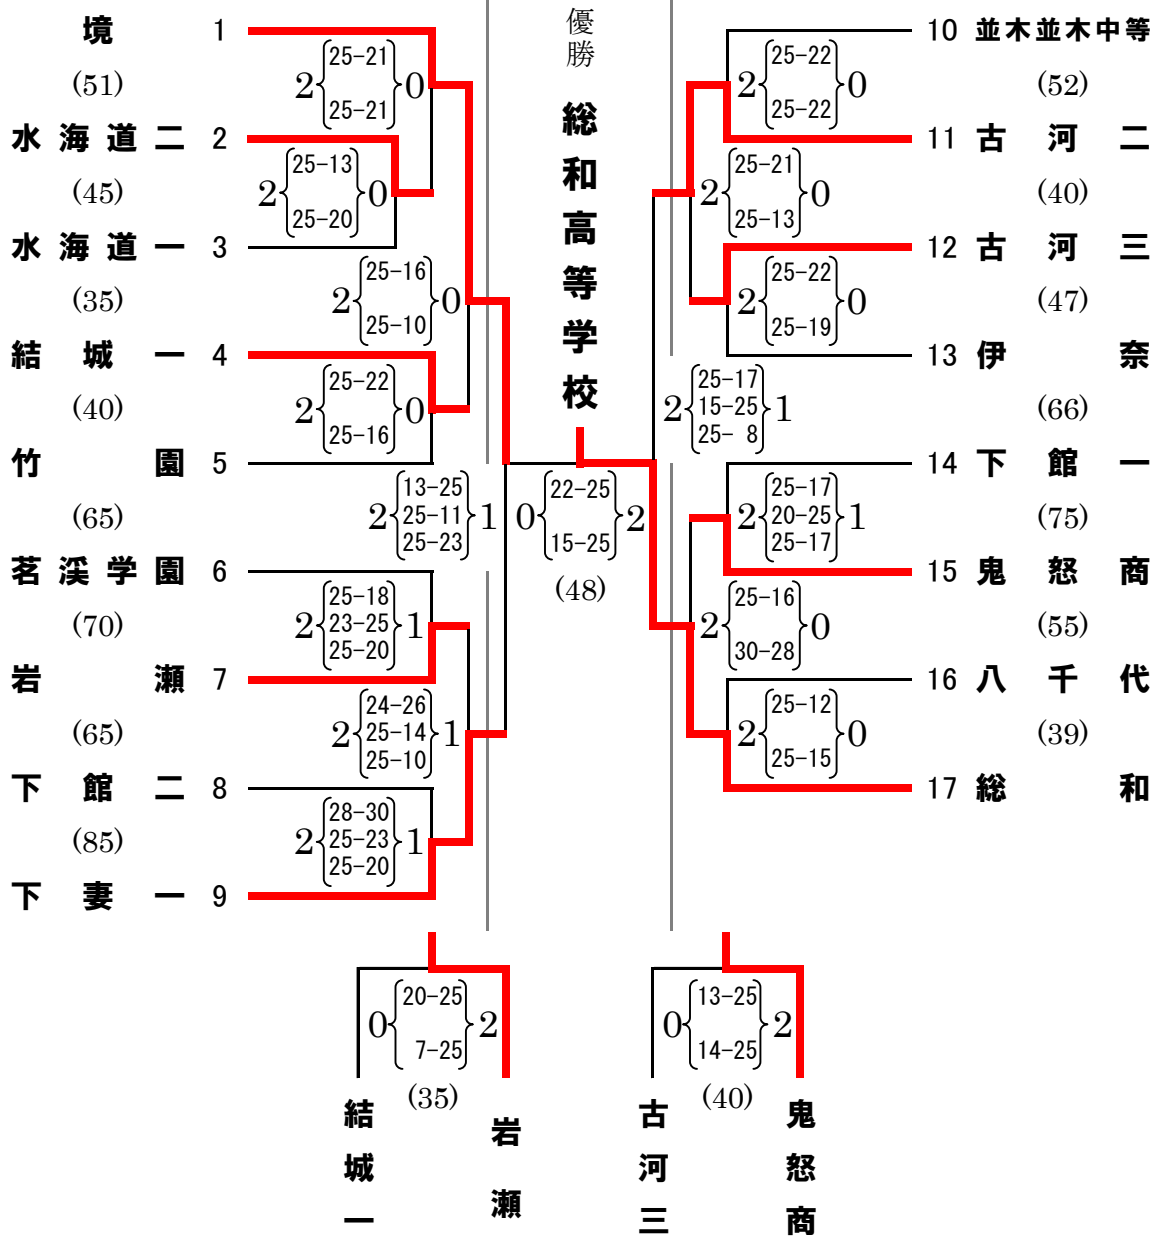 優勝
総和高等学校
境 1
(51)
水海道二 2
(45)
水海道一 3
(35)
結城一 4
(40)
竹園 5
(65)
茗渓学園 6
(70)
岩瀬 7
(65)
下館二 8
(85)
下妻一 9
2 25-21 25-21 0
2 25-13 25-20 0
2 25-16 25-10 0
2 25-22 25-16 0
2 13-25 25-11 25-23 1
2 25-18 23-25 25-20 1
2 24-26 25-14 25-10 1
2 28-30 25-23 25-20 1
0 22-25 15-25 2
(48)
10 並木並木中等
(52)
11 古河二
(40)
12 古河三
(47)
13 伊奈
(66)
14 下館一
(75)
15 鬼怒商
(55)
16 八千代
(39)
17 総和
2 25-22 25-22 0
2 25-21 25-13 0
2 25-22 25-19 0
2 25-17 15-25 25- 8 1
2 25-17 20-25 25-17 1
2 25-16 30-28 0
2 25-12 25-15 0
0 20-25 7-25 2
(35)
結城一
岩瀬
0 13-25 14-25 2
(40)
古河三
鬼怒商